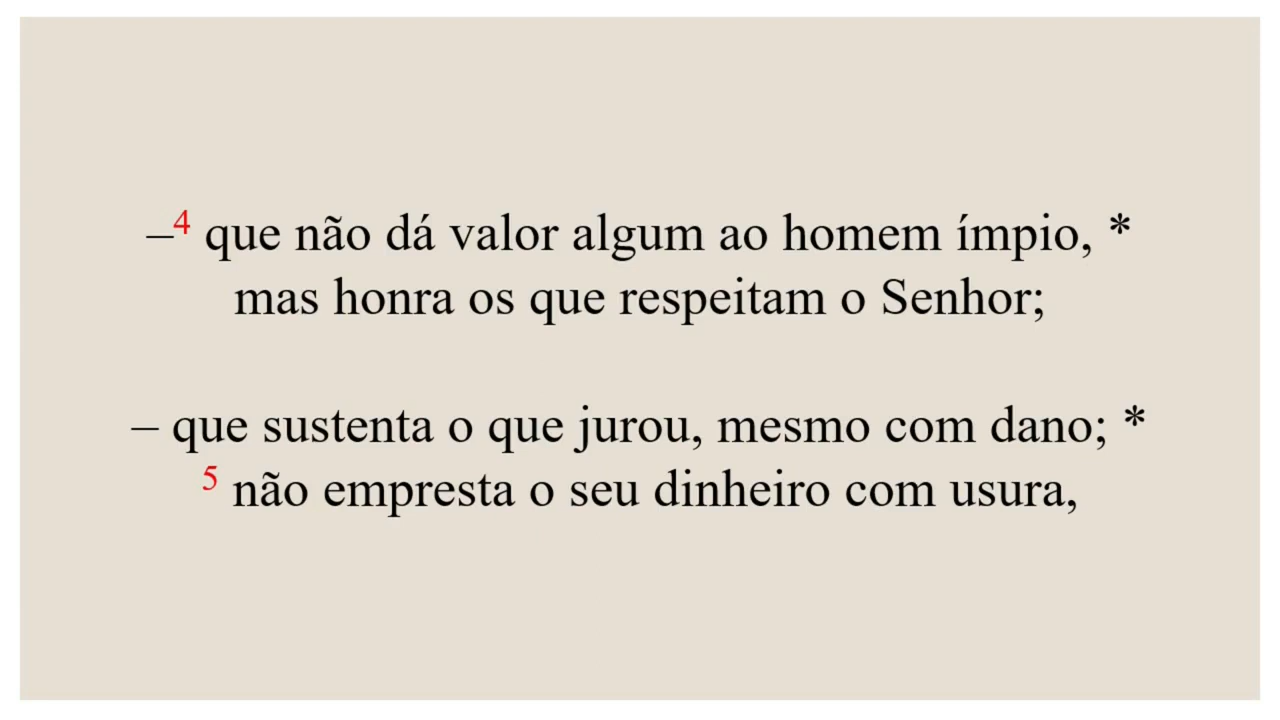 –4 que não dá valor algum ao homem ímpio, *
mas honra os que respeitam o Senhor;
– que sustenta o que jurou, mesmo com dano; *
5 não empresta o seu dinheiro com usura,